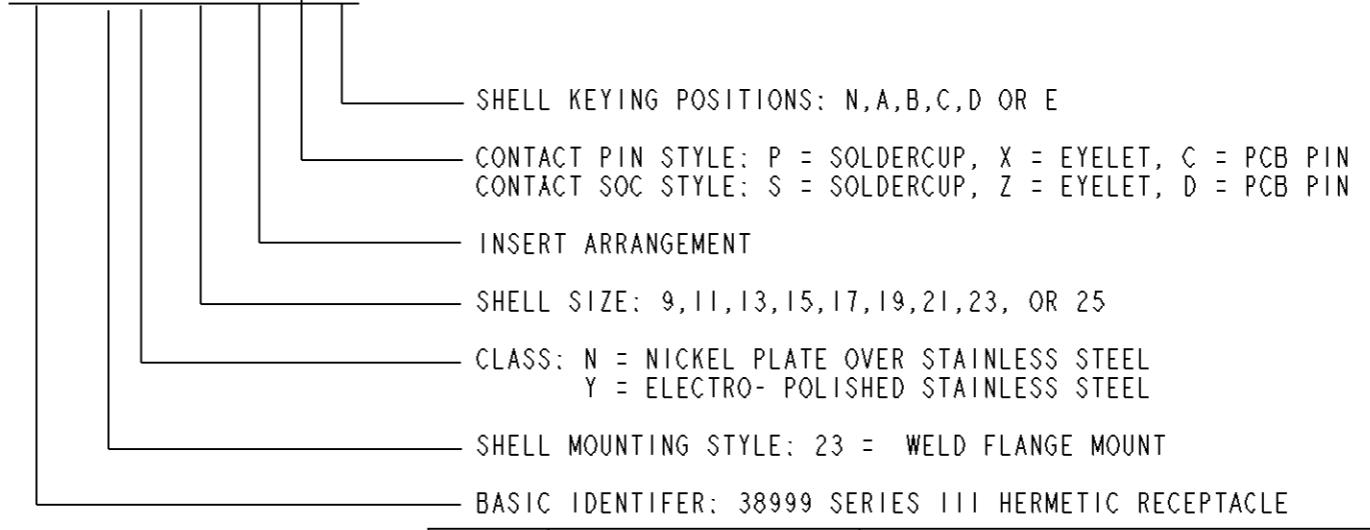 SHELL KEYING POSITIONS: N,A,B,C,D OR E
CONTACT PIN STYLE: P = SOLDERCUP, X = EYELET, C = PCB PIN
CONTACT SOC STYLE: S = SOLDERCUP, Z = EYELET, D = PCB PIN
INSERT ARRANGEMENT
SHELL SIZE: 9,11,13,15,17,19,21,23, OR 25
CLASS: N = NICKEL PLATE OVER STAINLESS STEEL
Y = ELECTRO- POLISHED STAINLESS STEEL
SHELL MOUNTING STYLE: 23 = WELD FLANGE MOUNT
BASIC IDENTIFER: 38999 SERIES III HERMETIC RECEPTACLE